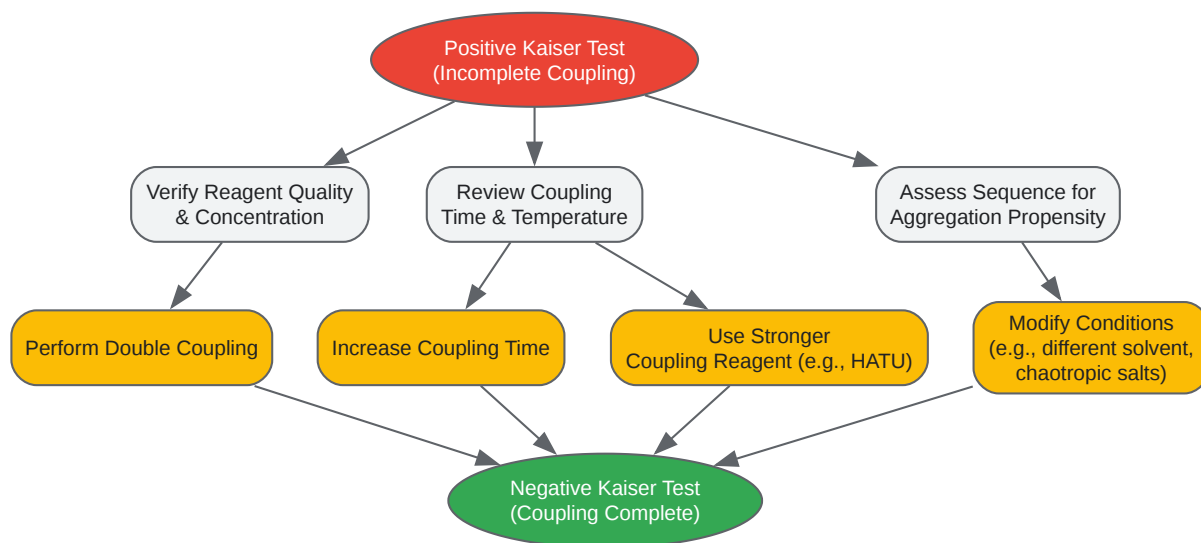 Positive Kaiser Test
(Incomplete Coupling)
Verify Reagent Quality
& Concentration
Review Coupling
Time & Temperature
Assess Sequence for
Aggregation Propensity
Perform Double Coupling
Increase Coupling Time
Use Stronger
Coupling Reagent (e.g., HATU)
Modify Conditions
(e.g., different solvent,
chaotropic salts)
Negative Kaiser Test
(Coupling Complete)